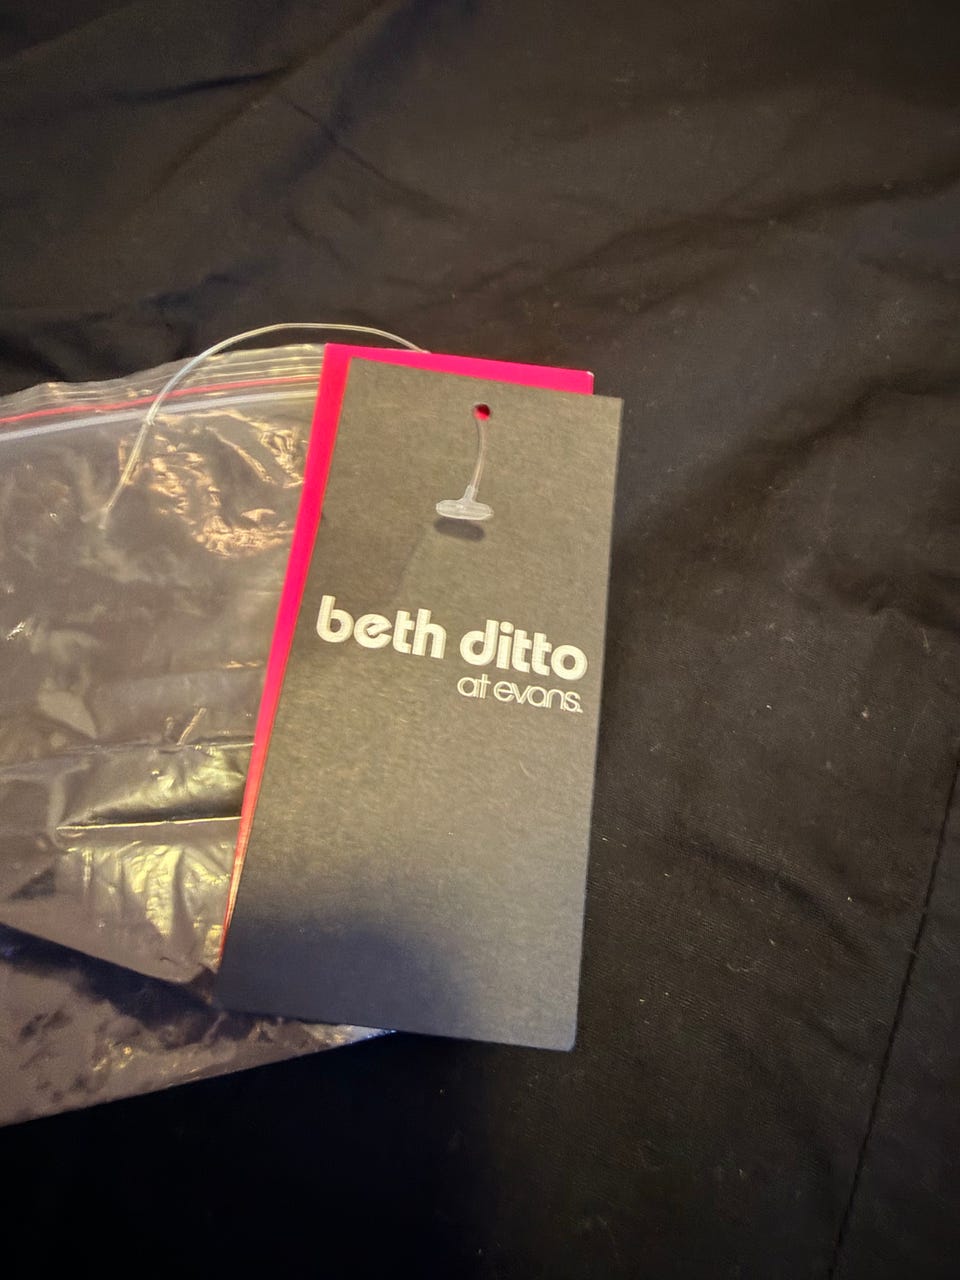 beth ditto
at evans.